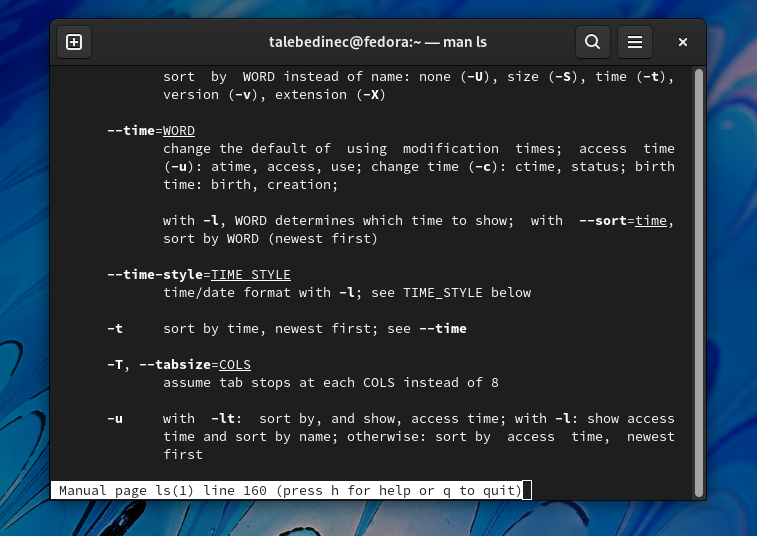 talebedinec@fedora:~ — man ls
sort  by  WORD instead of name: none (-U), size (-S), time (-t),
version (-v), extension (-X)
--time=WORD
change the default of  using  modification  times;  access  time
(-u): atime, access, use; change time (-c): ctime, status; birth
time: birth, creation;
with -l, WORD determines which time to show;  with  --sort=time,
sort by WORD (newest first)
--time-style=TIME_STYLE
time/date format with -l; see TIME_STYLE below
-t     sort by time, newest first; see --time
-T, --tabsize=COLS
assume tab stops at each COLS instead of 8
-u     with  -lt:  sort by, and show, access time; with -l: show access
time and sort by name; otherwise: sort by  access  time,  newest
first
Manual page ls(1) line 160 (press h for help or q to quit)